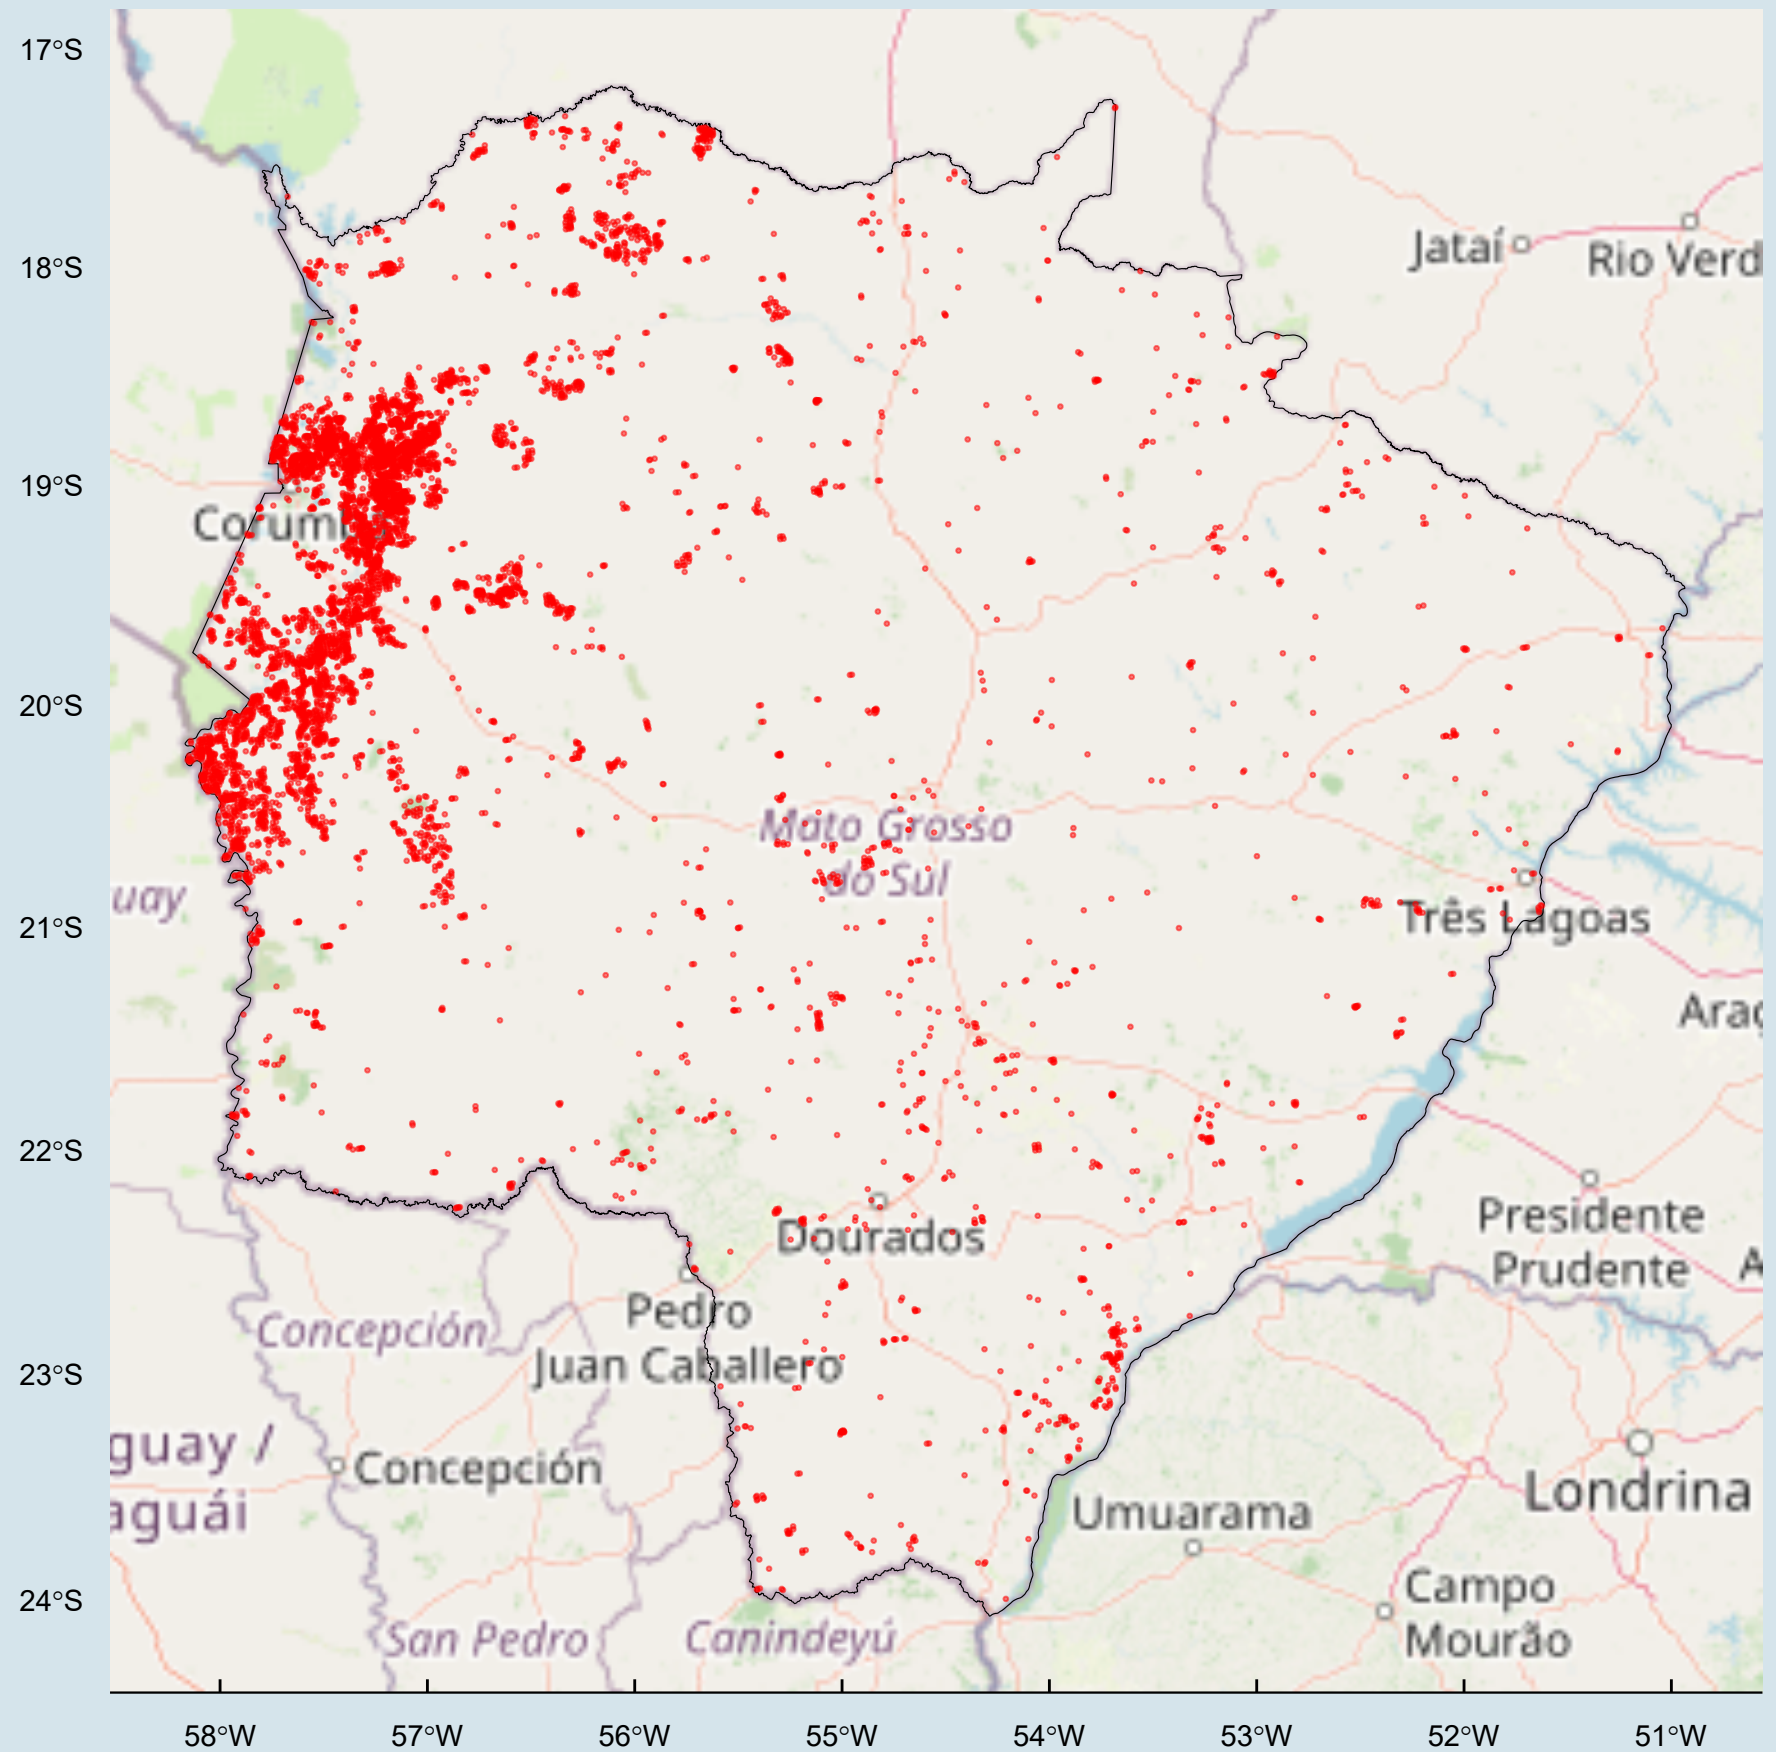 17°S
Jataí
Rio Verd
18°S
19°S
Corumb
20°S
Mato Grosso
do Sul
uay
21°S
Três Lagoas
Araç
22°S
Dourados
Presidente
Prudente
A
Pedro
Juan Caballero
Concepción
23°S
guay /
aguái
Concepción
Londrina
Umuarama
24°S
Campo
Mourão
San Pedro
Canindeyú
58°W
57°W
56°W
55°W
54°W
53°W
52°W
51°W